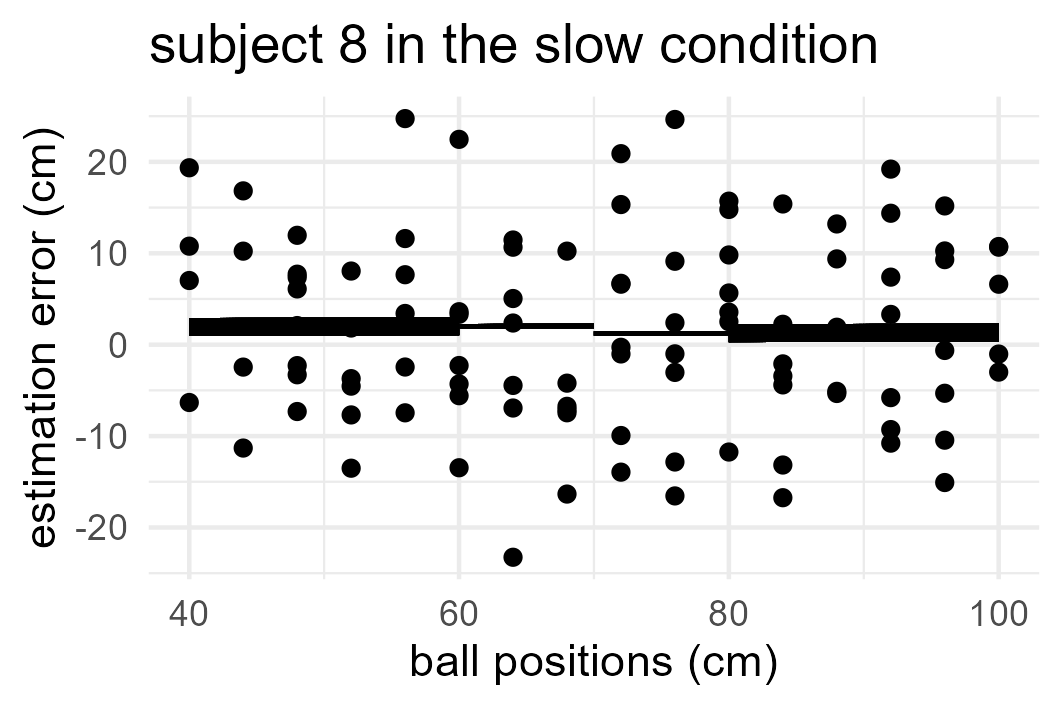 subject 8 in the slow condition
estimation error (cm)
20
10
0
-10
-20
40 60 80 100
ball positions (cm)